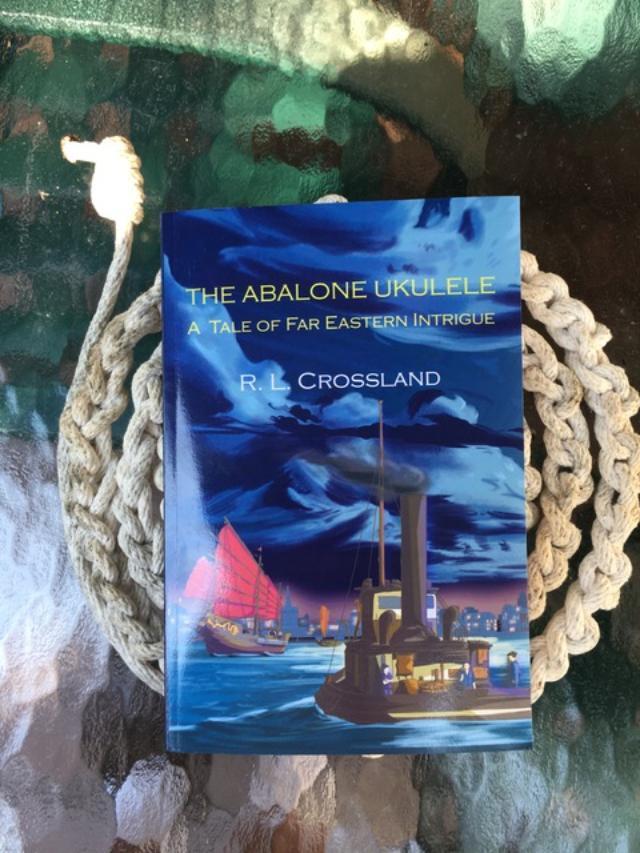 THE ABALONE UKULELE
A TALE OF FAR EASTERN INTRIGUE
R. L. CROSSLAND